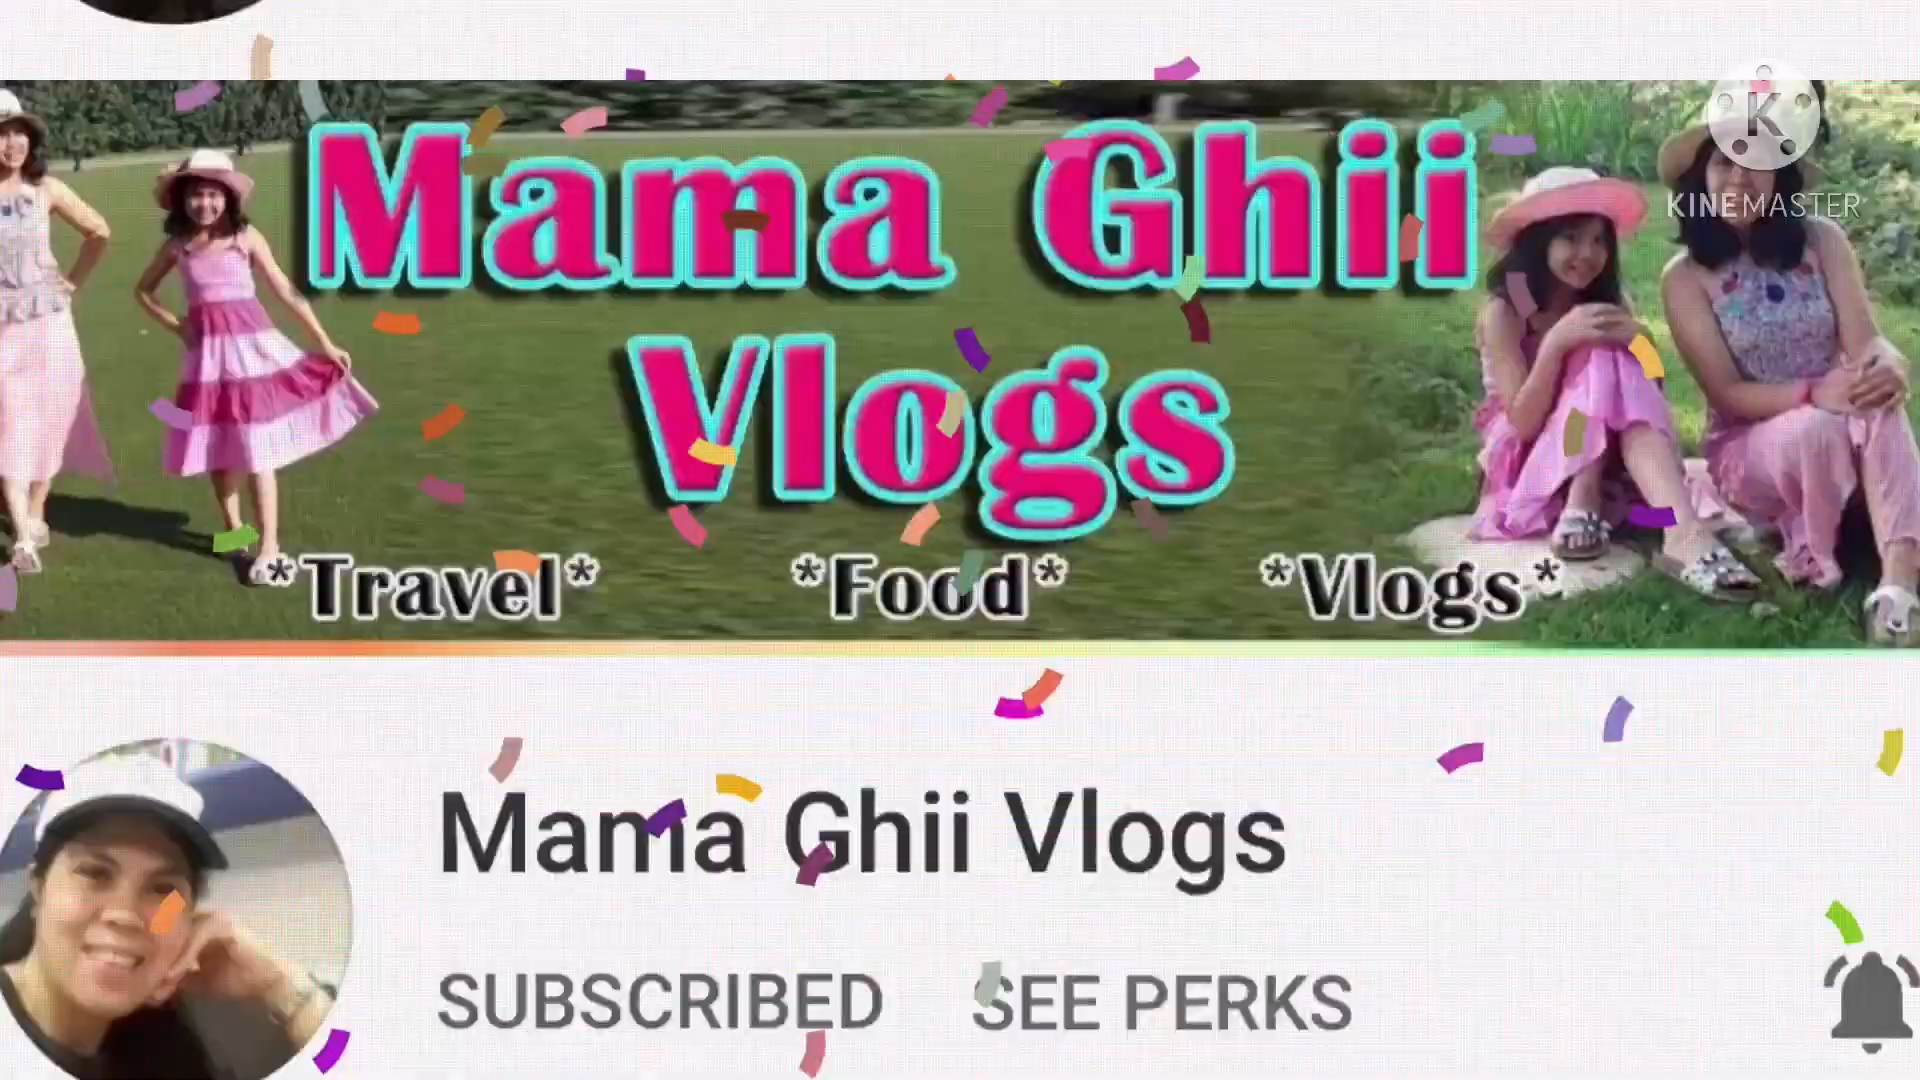 Mama Ghii
Vlogs
*Travel* *Food* *Vlogs*
K
KINEMASTER
Mama Ghii Vlogs
SUBSCRIBED SEE PERKS